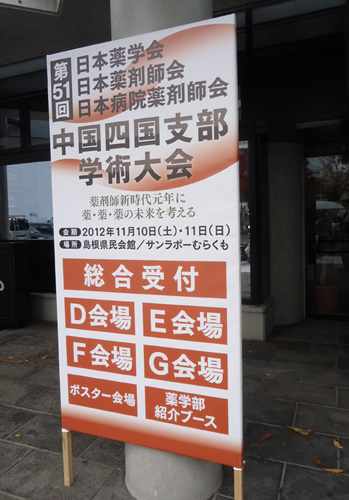 第51回
日本薬学会
日本薬剤師会
日本病院薬剤師会
中国四国支部
学術大会
薬剤師新時代元年に
薬・薬・薬の未来を考える
会期 2012年11月10日(土)・11日(日)
場所 島根県民会館／サンラポーむらくも
総合受付
D会場
E会場
F会場
G会場
ポスター会場
薬学部
紹介ブース